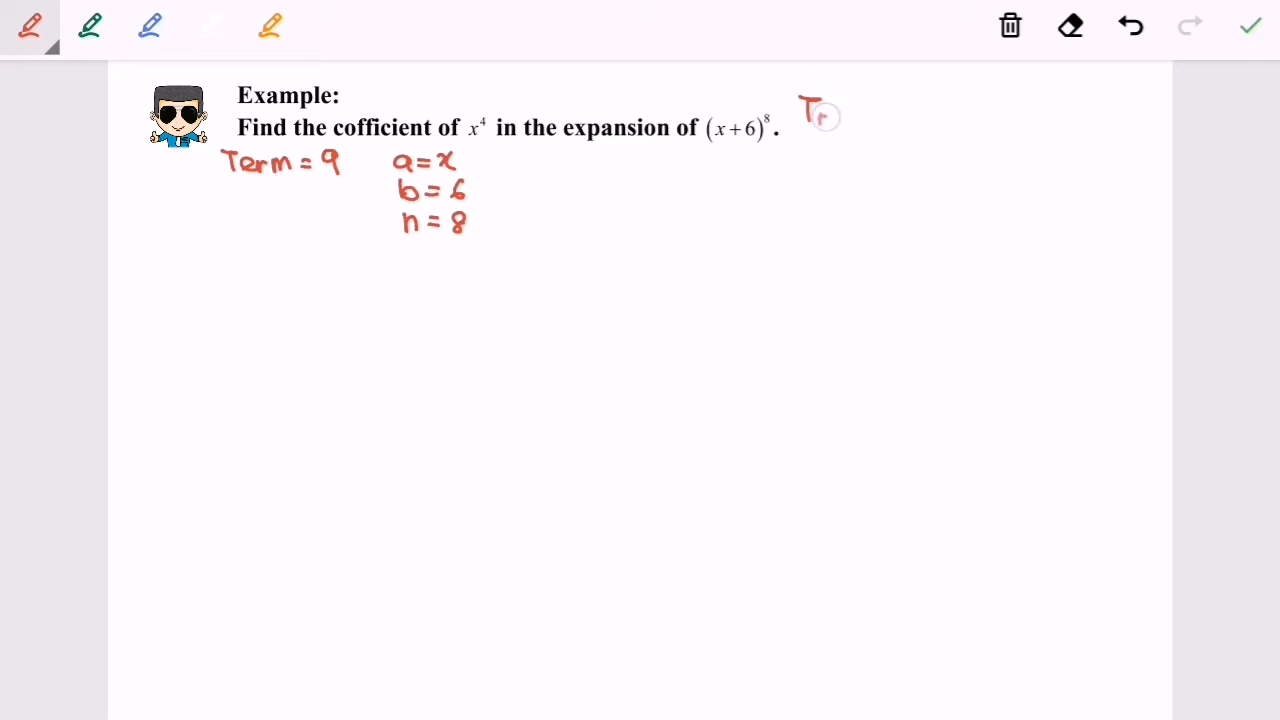 Example:
Find the cofficient of x⁴ in the expansion of (x+6)⁸.
Tr
Term = 9
a = x
b = 6
n = 8